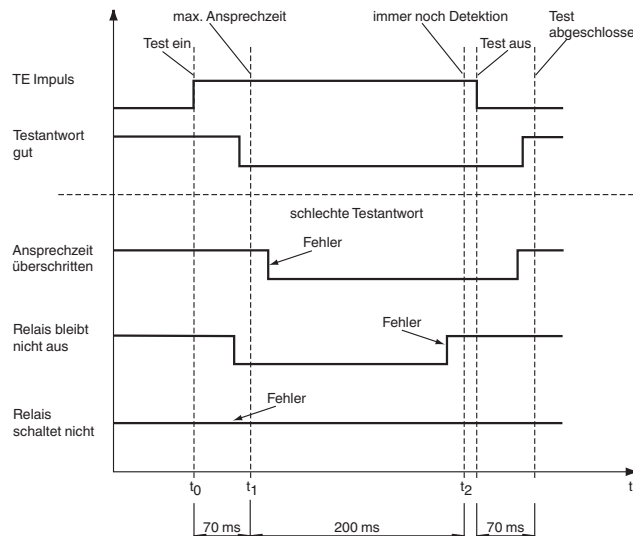 max. Ansprechzeit
immer noch Detektion
Test
abgeschlosse
Test ein
Test aus
TE Impuls
Testantwort
gut
schlechte Testantwort
Ansprechzeit
überschritten
Fehler
Relais bleibt
nicht aus
Fehler
Relais
schaltet nicht
Fehler
t0
t1
t2
t
70 ms
200 ms
70 ms